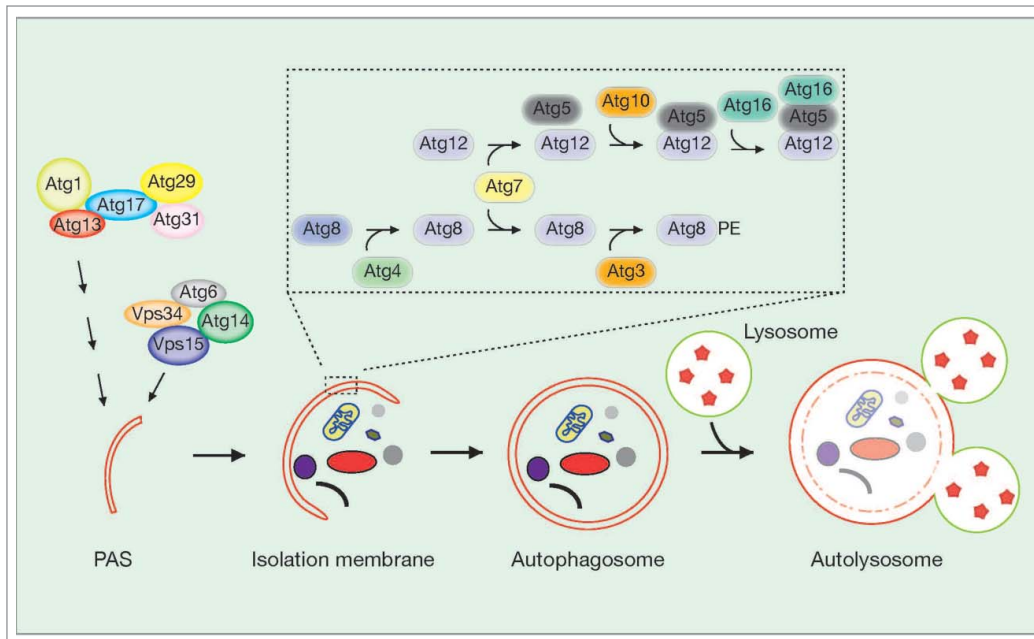 Atg16
Atg5 Atg10 Atg5 Atg16 Atg5
Atg12 Atg12 Atg12 Atg12
Atg1 Atg29
Atg17 Atg7
Atg13 Atg31
Atg8 Atg8 Atg8 Atg8 PE
Atg4 Atg3
Atg6
Vps34 Atg14
Vps15
Lysosome
PAS Isolation membrane Autophagosome Autolysosome